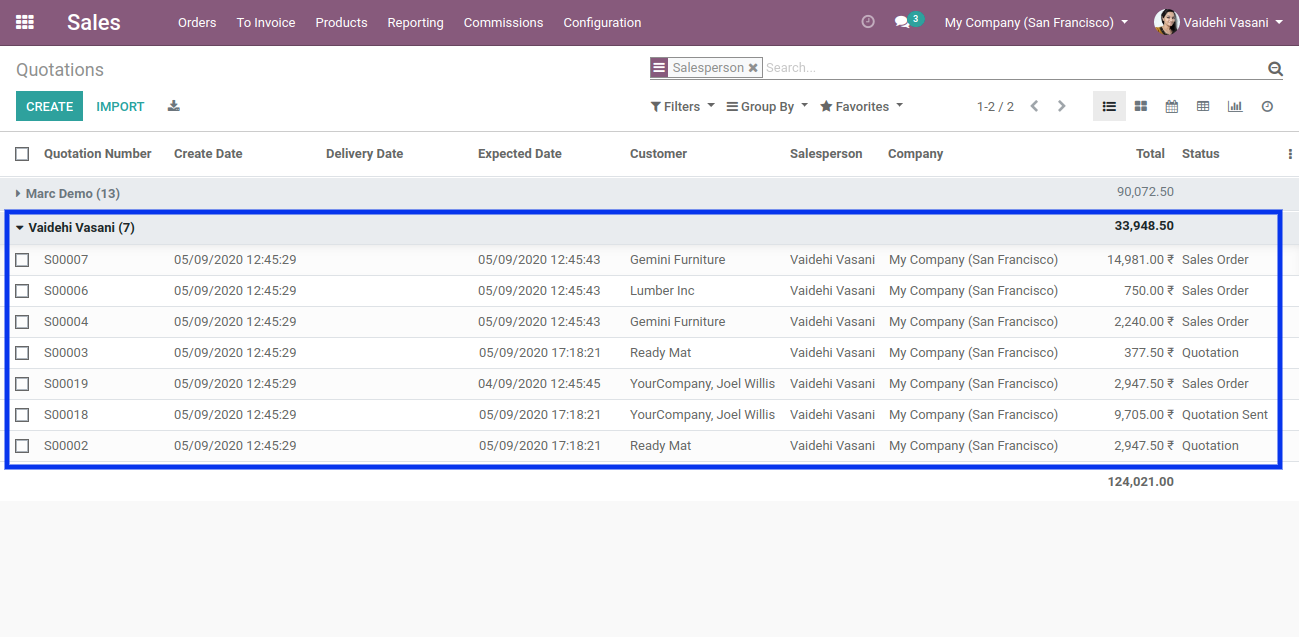 Sales Orders To Invoice Products Reporting Commissions Configuration 3 My Company (San Francisco) Vaidehi Vasani
Quotations Salesperson Search...
CREATE IMPORT Filters Group By Favorites 1-2 / 2
Quotation Number Create Date Delivery Date Expected Date Customer Salesperson Company Total Status
Marc Demo (13) 90,072.50
Vaidehi Vasani (7) 33,948.50
S00007 05/09/2020 12:45:29 05/09/2020 12:45:43 Gemini Furniture Vaidehi Vasani My Company (San Francisco) 14,981.00 ₹ Sales Order
S00006 05/09/2020 12:45:29 05/09/2020 12:45:43 Lumber Inc Vaidehi Vasani My Company (San Francisco) 750.00 ₹ Sales Order
S00004 05/09/2020 12:45:29 05/09/2020 12:45:43 Gemini Furniture Vaidehi Vasani My Company (San Francisco) 2,240.00 ₹ Sales Order
S00003 05/09/2020 12:45:29 05/09/2020 17:18:21 Ready Mat Vaidehi Vasani My Company (San Francisco) 377.50 ₹ Quotation
S00019 05/09/2020 12:45:29 04/09/2020 12:45:45 YourCompany, Joel Willis Vaidehi Vasani My Company (San Francisco) 2,947.50 ₹ Sales Order
S00018 05/09/2020 12:45:29 05/09/2020 17:18:21 YourCompany, Joel Willis Vaidehi Vasani My Company (San Francisco) 9,705.00 ₹ Quotation Sent
S00002 05/09/2020 12:45:29 05/09/2020 17:18:21 Ready Mat Vaidehi Vasani My Company (San Francisco) 2,947.50 ₹ Quotation
124,021.00